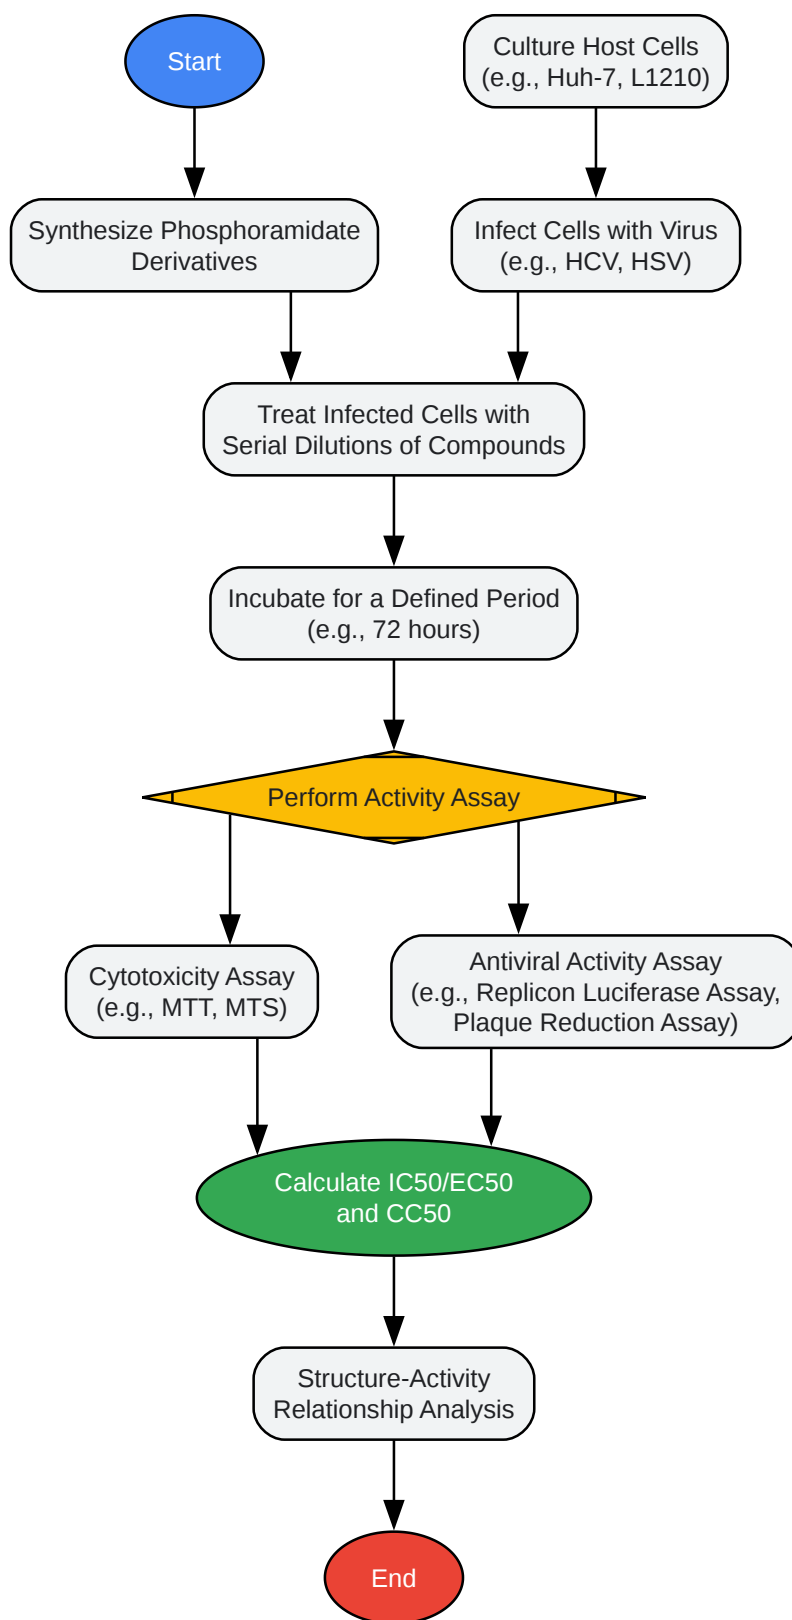 Start
Culture Host Cells
(e.g., Huh-7, L1210)
Synthesize Phosphoramidate
Derivatives
Infect Cells with Virus
(e.g., HCV, HSV)
Treat Infected Cells with
Serial Dilutions of Compounds
Incubate for a Defined Period
(e.g., 72 hours)
Perform Activity Assay
Cytotoxicity Assay
(e.g., MTT, MTS)
Antiviral Activity Assay
(e.g., Replicon Luciferase Assay,
Plaque Reduction Assay)
Calculate IC50/EC50
and CC50
Structure-Activity
Relationship Analysis
End